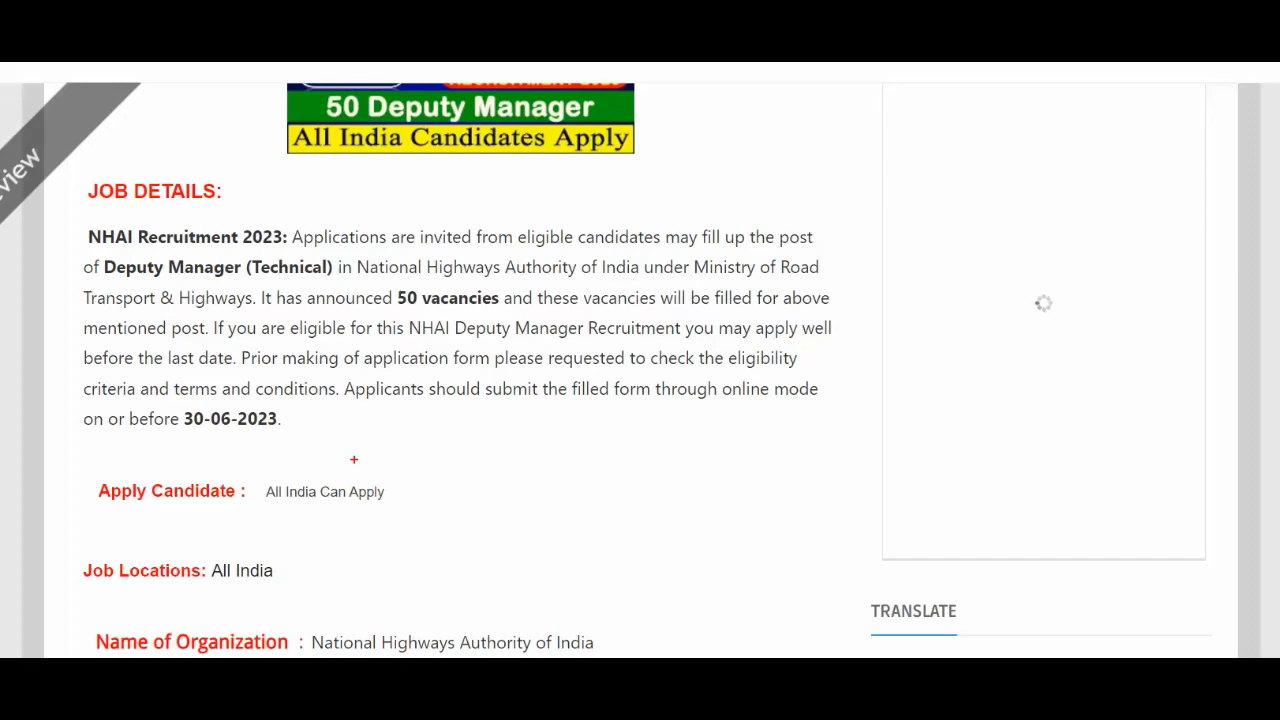 50 Deputy Manager
All India Candidates Apply
JOB DETAILS:
NHAI Recruitment 2023: Applications are invited from eligible candidates may fill up the post
of Deputy Manager (Technical) in National Highways Authority of India under Ministry of Road
Transport & Highways. It has announced 50 vacancies and these vacancies will be filled for above
mentioned post. If you are eligible for this NHAI Deputy Manager Recruitment you may apply well
before the last date. Prior making of application form please requested to check the eligibility
criteria and terms and conditions. Applicants should submit the filled form through online mode
on or before 30-06-2023.
Apply Candidate : All India Can Apply
Job Locations: All India
Name of Organization : National Highways Authority of India
TRANSLATE